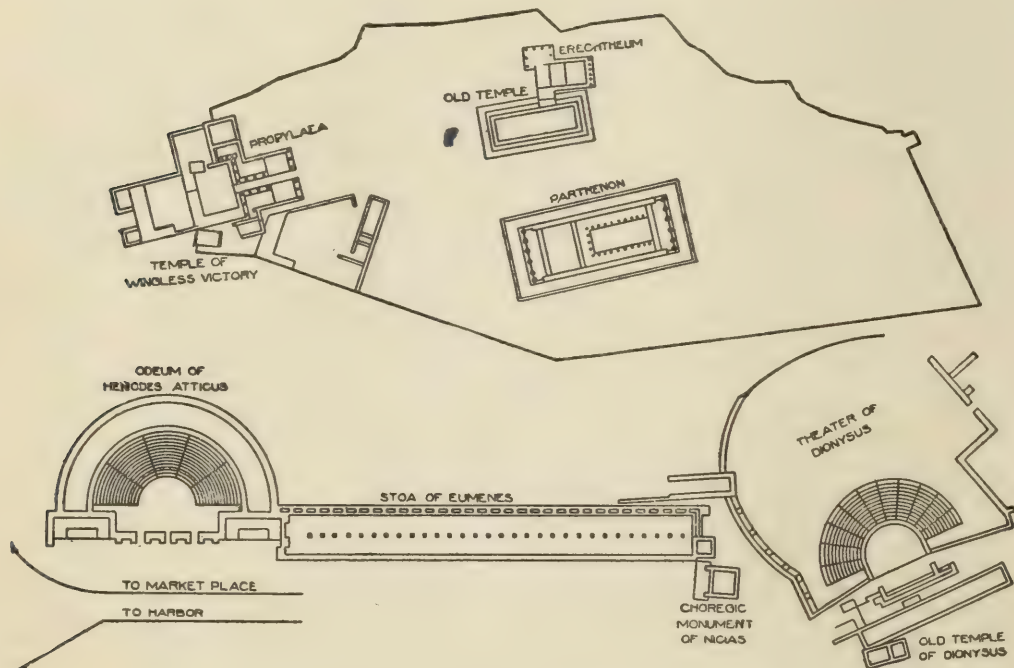 ERECHTHEUM
OLD TEMPLE
PROPYLAEA
PARTHENON
TEMPLE OF
WINGLESS VICTORY
ODEUM OF
HERODES ATTICUS
THEATER OF
DIONYSUS
STOA OF EUMENES
TO MARKET PLACE
TO HARBOR
CHOREGIC
MONUMENT
OF NICIAS
OLD TEMPLE
OF DIONYSUS